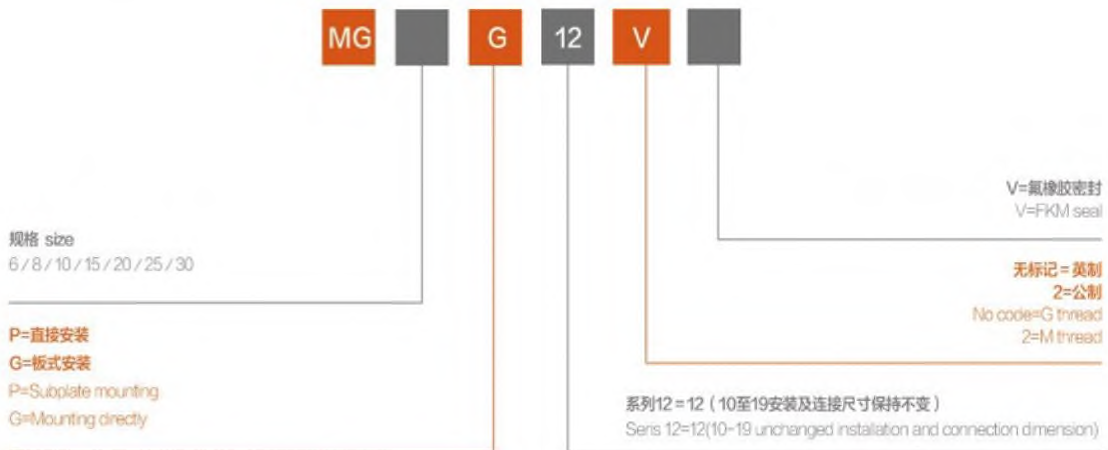 MG G 12 V
V=氟橡胶密封
V=FKM seal
规格 size
6/8/10/15/20/25/30
无标记=英制
2=公制
No code=G thread
2=M thread
P=直接安装
G=板式安装
P=Subplate mounting
G=Mounting directly
系列12=12（10至19安装及连接尺寸保持不变）
Seris 12=12(10-19 unchanged installation and connection dimension)